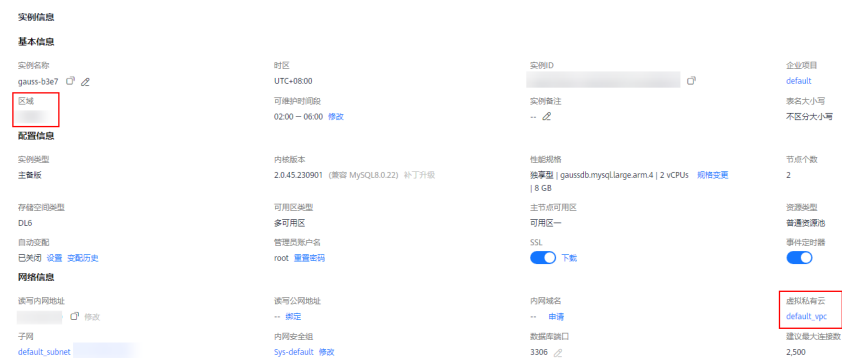 实例信息
基本信息
实例名称 时区 实例ID 企业项目
gauss-b3e7 UTC+08:00 default
区域 可维护时间段 实例备注 表名大小写
02:00 – 06:00 修改 -- 不区分大小写
配置信息
实例类型 内核版本 性能规格 节点个数
主备版 2.0.45.230901 (兼容 MySQL8.0.22) 补丁升级 独享型 | gaussdb.mysql.large.arm.4 | 2 vCPUs 规格变更 2
| 8 GB
存储空间类型 可用区类型 主节点可用区 资源类型
DL6 多可用区 可用区一 普通资源池
自动变配 管理员账户名 SSL 事件定时器
已关闭 设置 变配历史 root 重置密码 下载
网络信息
读写内网地址 读写公网地址 内网域名 虚拟私有云
修改 -- 绑定 -- 申请 default_vpc
子网 内网安全组 数据库端口 建议最大连接数
default_subnet Sys-default 修改 3306 2,500